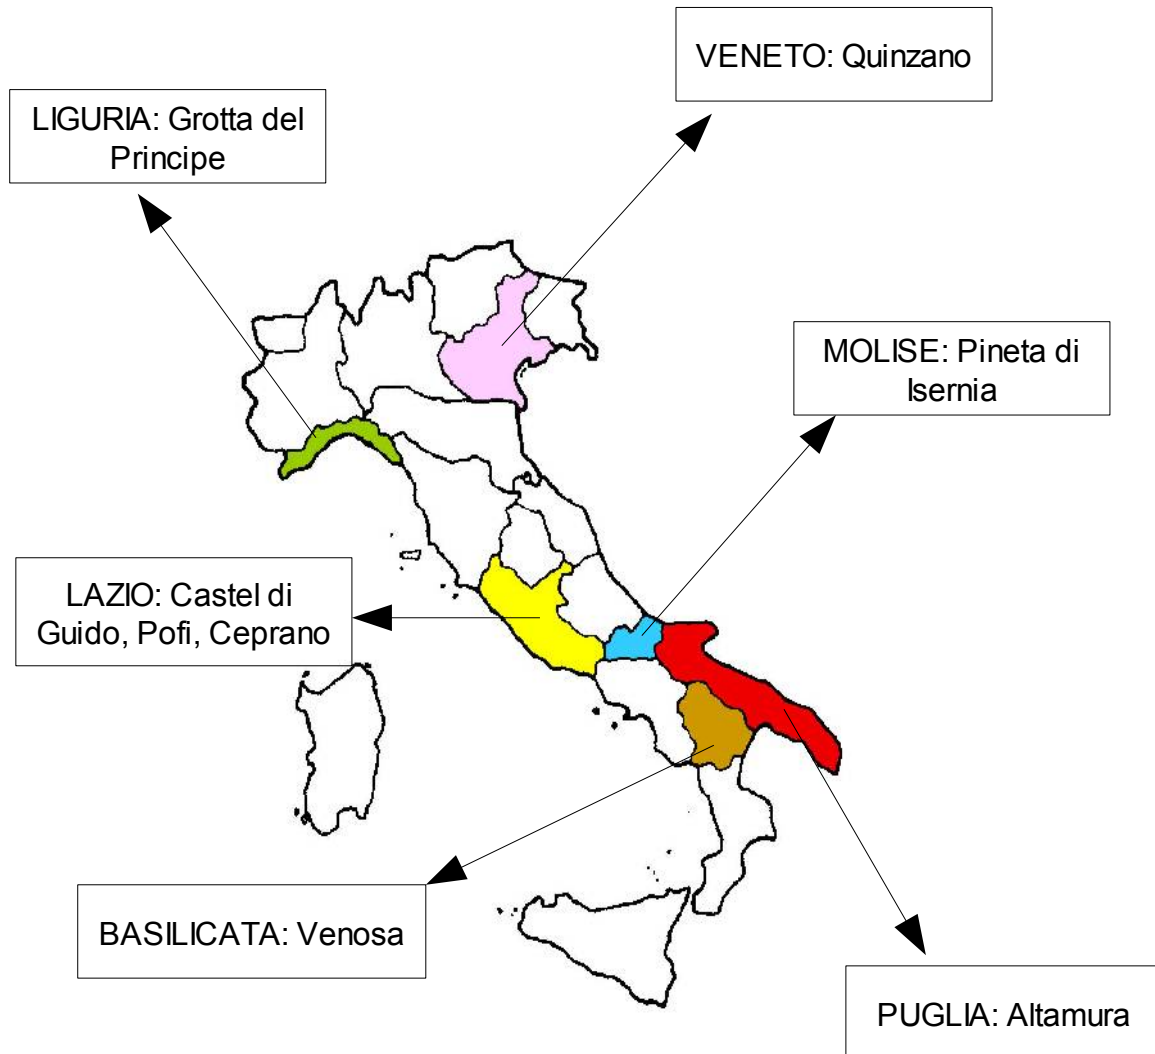 VENETO: Quinzano
LIGURIA: Grotta del
Principe
MOLISE: Pineta di
Isernia
LAZIO: Castel di
Guido, Pofi, Ceprano
BASILICATA: Venosa
PUGLIA: Altamura